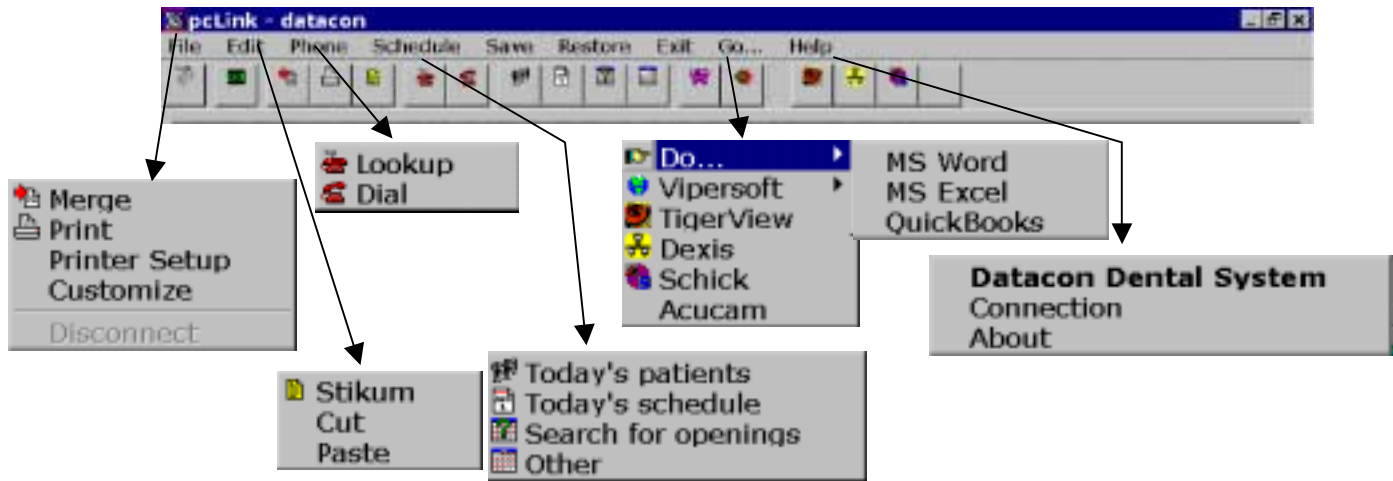 pcLink - datacon
File Edit Phone Schedule Save Restore Exit Go... Help
Merge
Print
Printer Setup
Customize
Disconnect
Lookup
Dial
Stikum
Cut
Paste
Today's patients
Today's schedule
Search for openings
Other
Do...
Vipersoft
TigerView
Dexis
Schick
Acucam
MS Word
MS Excel
QuickBooks
Datacon Dental System
Connection
About